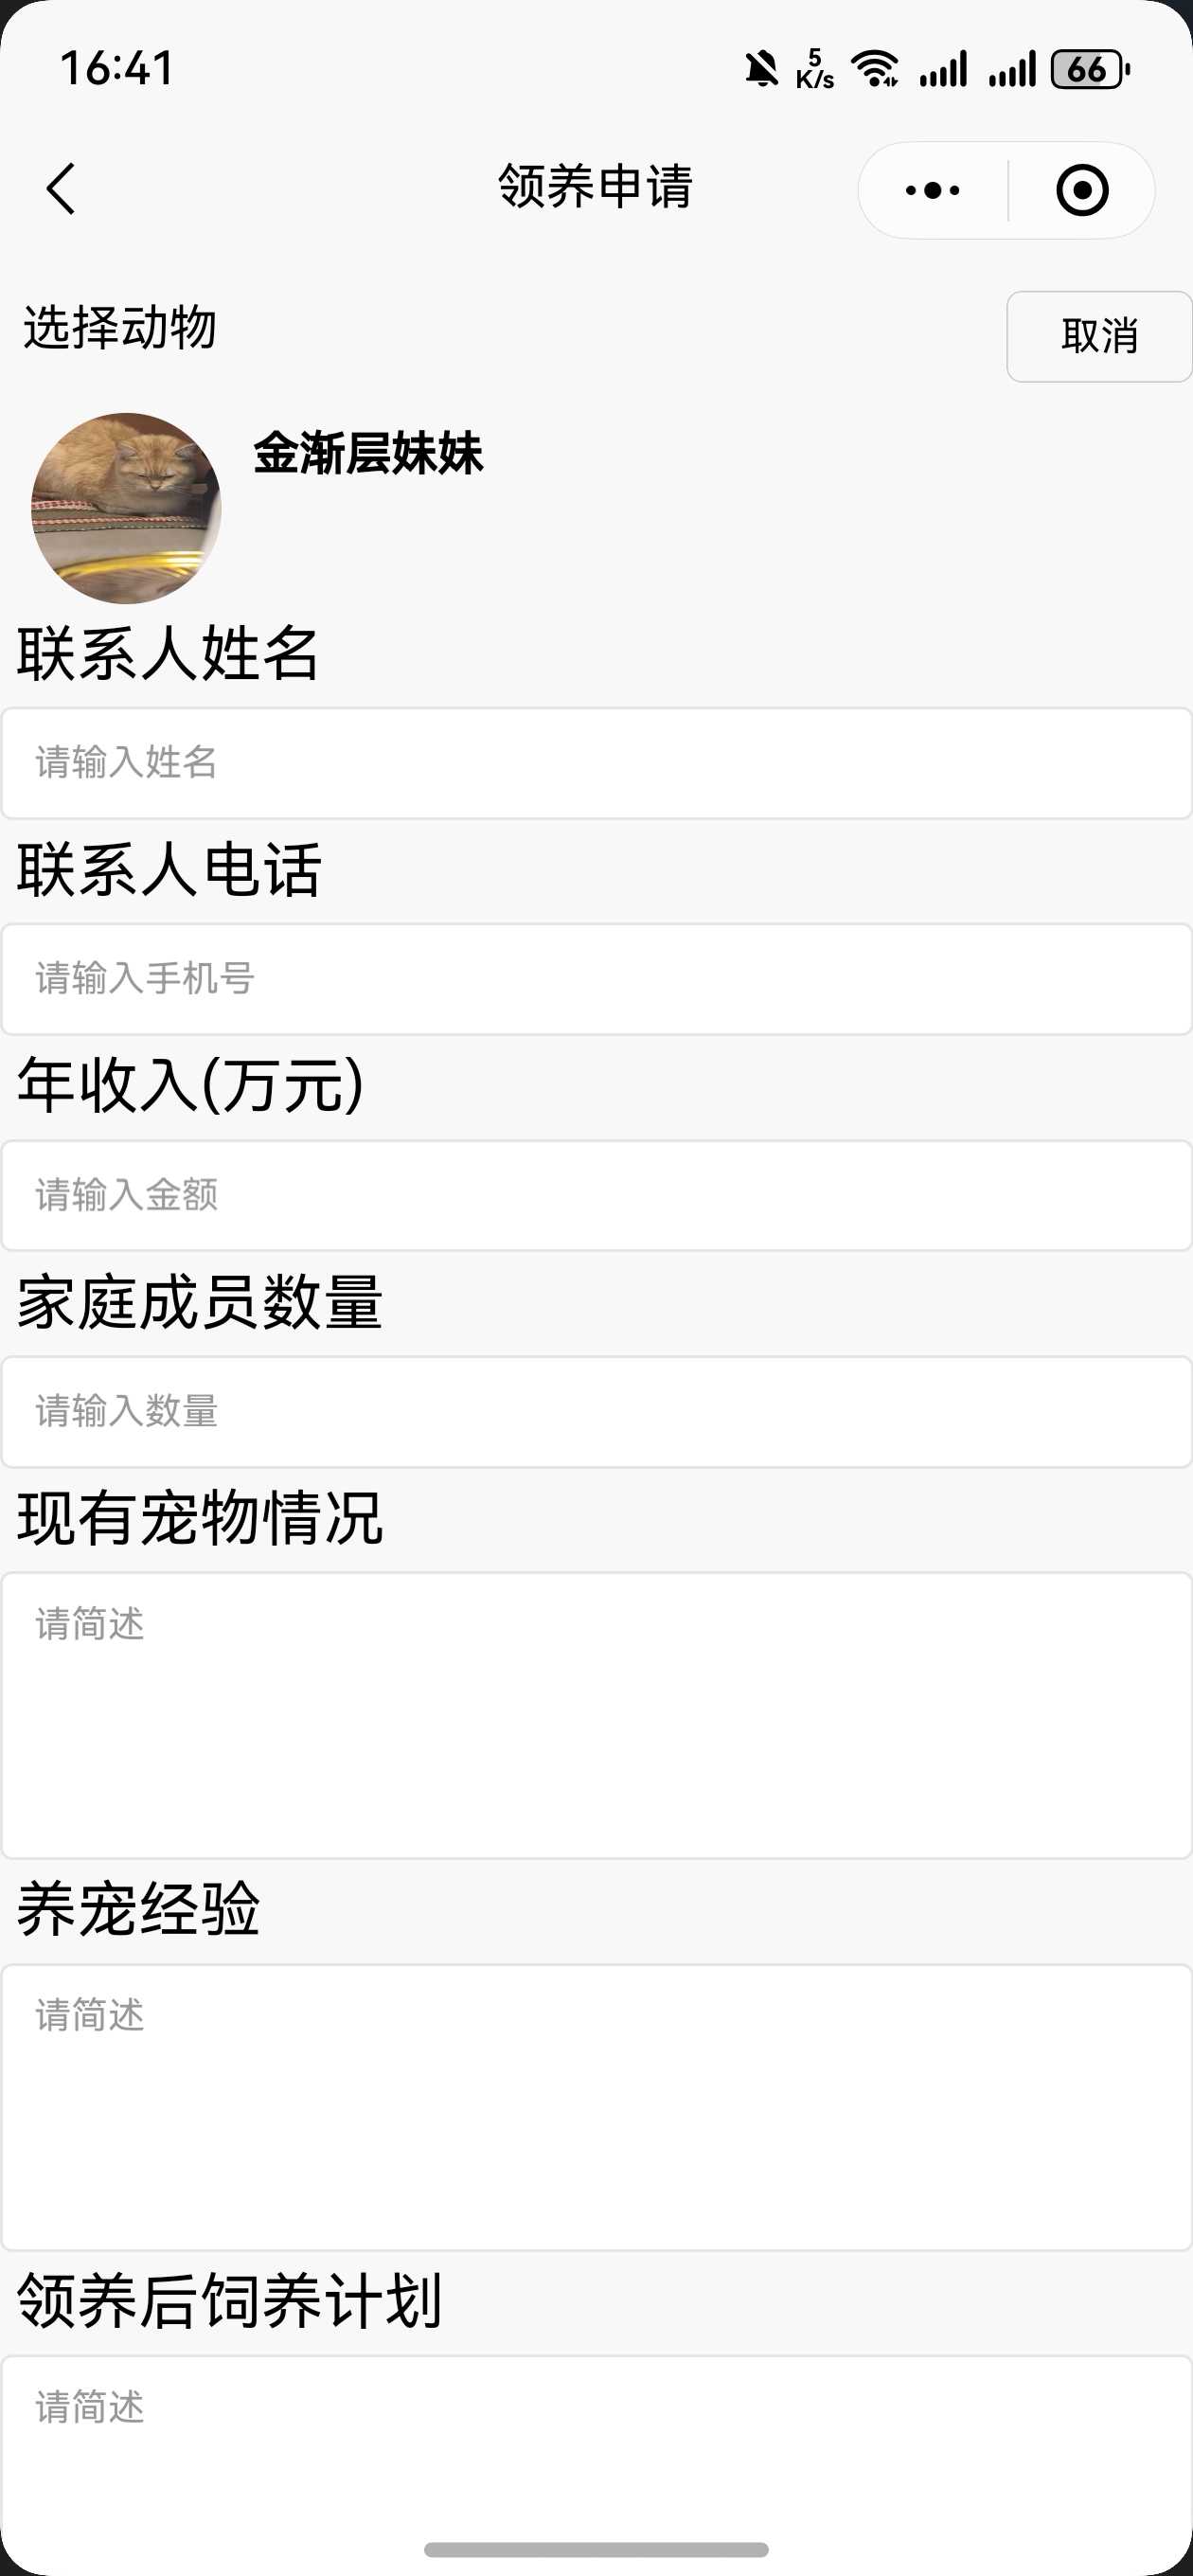 16:41
5
K/s
66
领养申请
选择动物
取消
金渐层妹妹
联系人姓名
请输入姓名
联系人电话
请输入手机号
年收入(万元)
请输入金额
家庭成员数量
请输入数量
现有宠物情况
请简述
养宠经验
请简述
领养后饲养计划
请简述